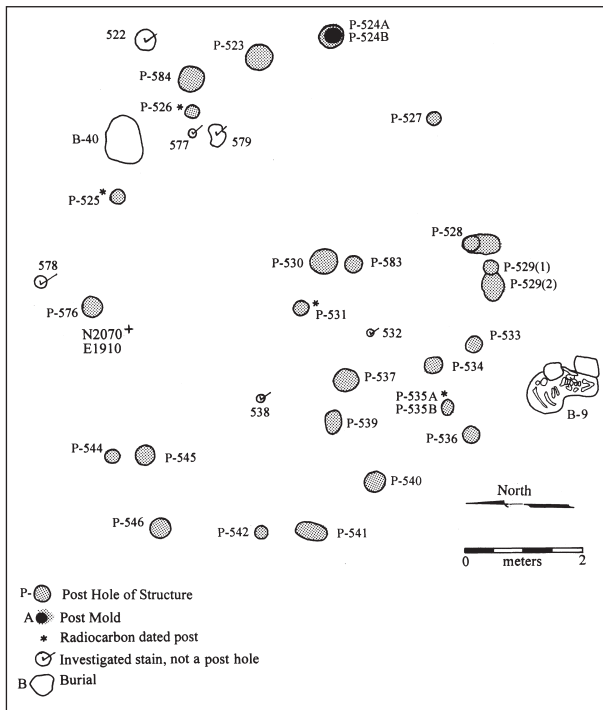 522
P-523
P-524A
P-524B
P-584
P-526 *
P-527
B-40
577
579
P-525 *
P-528
578
P-530
P-583
P-529(1)
P-529(2)
P-576
* P-531
N2070 +
E1910
532
P-533
P-534
P-537
P-535A *
P-535B
B-9
538
P-539
P-536
P-544
P-545
P-540
North
P-546
P-542
P-541
0 2
meters
P- Post Hole of Structure
A Post Mold
* Radiocarbon dated post
Investigated stain, not a post hole
B Burial